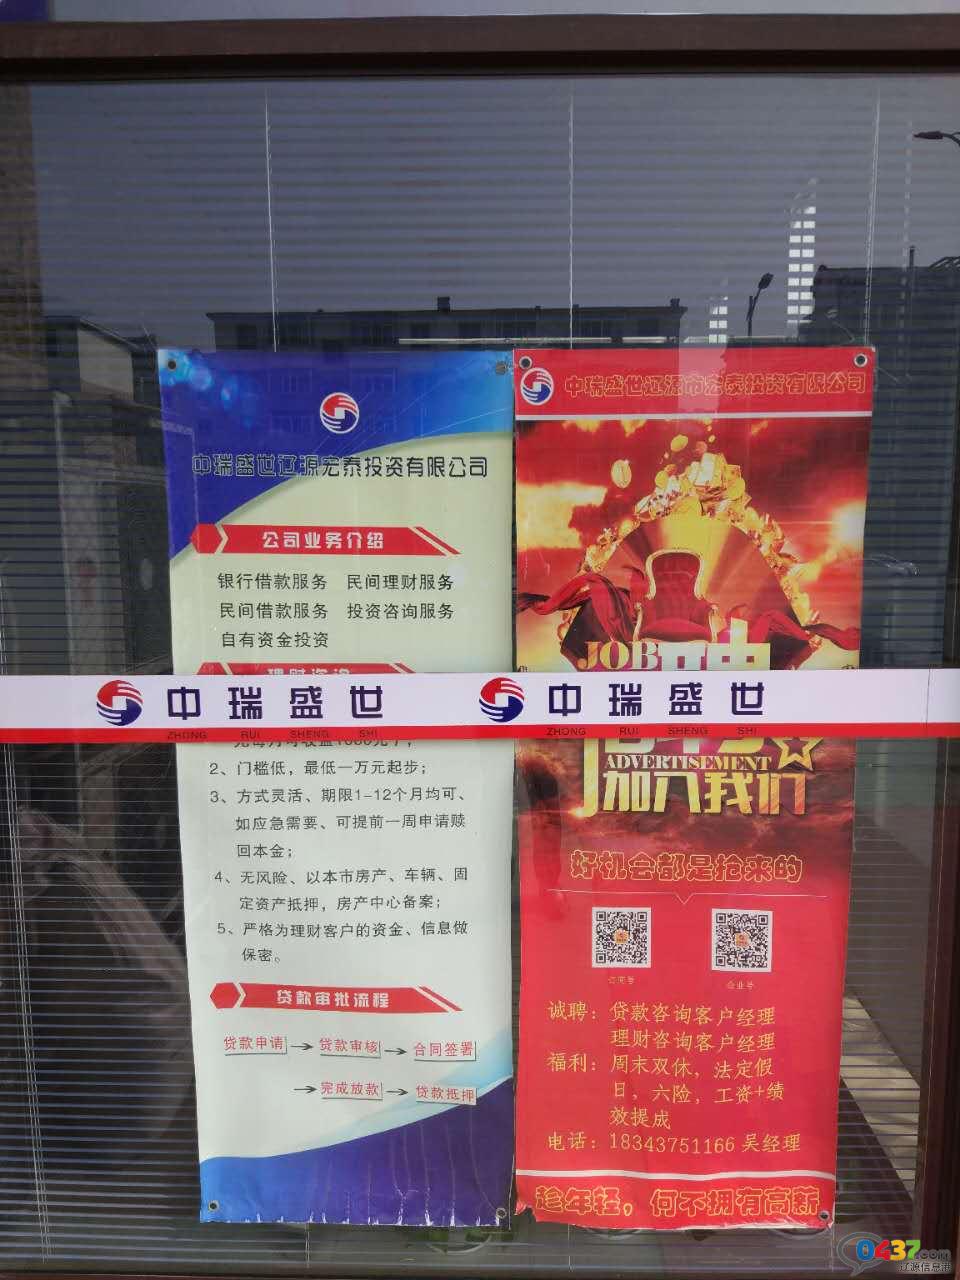 中瑞盛世辽源宏泰投资有限公司
公司业务介绍
银行借款服务 民间理财服务
民间借款服务 投资咨询服务
自有资金投资
理财咨询
2、门槛低，最低一万元起步；
3、方式灵活、期限1-12个月均可、
如应急需要、可提前一周申请赎
回本金；
4、无风险、以本市房产、车辆、固
定资产抵押，房产中心备案；
5、严格为理财客户的资金、信息做
保密。
贷款审批流程
贷款申请 → 贷款审核 → 合同签署
→ 完成放款 → 贷款抵押
中瑞盛世辽源市宏泰投资有限公司
JOB
ADVERTISEMENT
加入我们
好机会都是抢来的
订阅号 企业号
诚聘：贷款咨询客户经理
理财咨询客户经理
福利：周末双休，法定假
日，六险，工资+绩
效提成
电话：18343751166 吴经理
趁年轻，何不拥有高薪
中瑞盛世
ZHONG RUI SHENG SHI
中瑞盛世
ZHONG RUI SHENG SHI
0437.com
辽源信息港